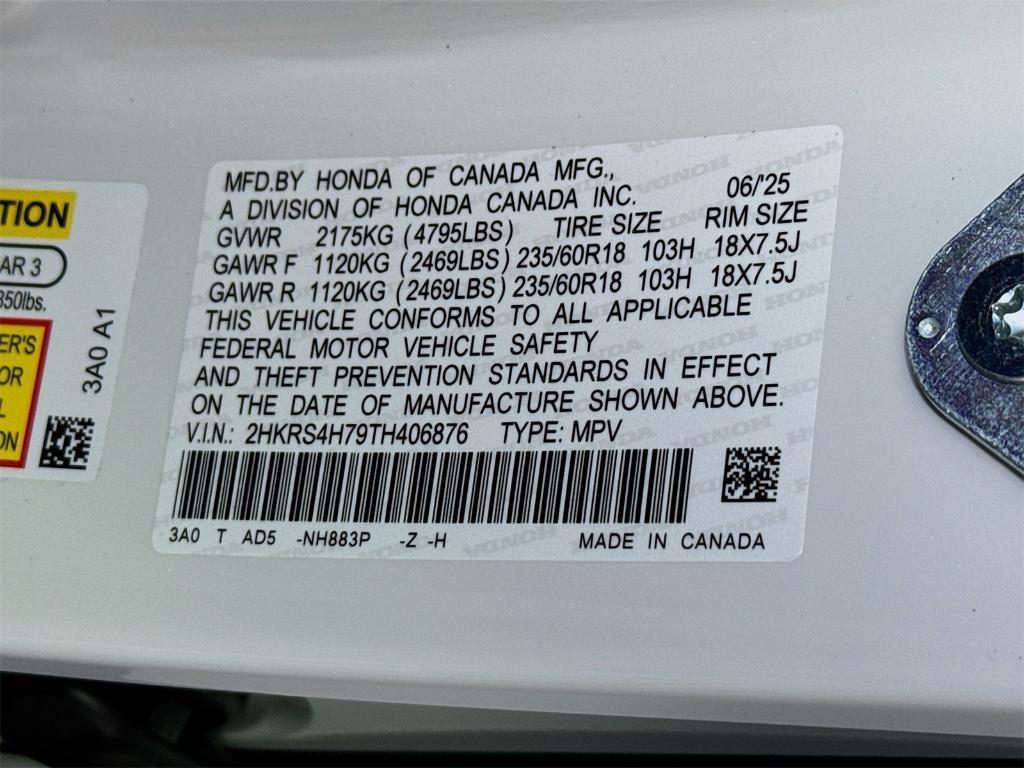 MFD.BY HONDA OF CANADA MFG.,
A DIVISION OF HONDA CANADA INC. 06/'25
GVWR 2175KG (4795LBS) TIRE SIZE RIM SIZE
GAWR F 1120KG (2469LBS) 235/60R18 103H 18X7.5J
GAWR R 1120KG (2469LBS) 235/60R18 103H 18X7.5J
THIS VEHICLE CONFORMS TO ALL APPLICABLE
FEDERAL MOTOR VEHICLE SAFETY
AND THEFT PREVENTION STANDARDS IN EFFECT
ON THE DATE OF MANUFACTURE SHOWN ABOVE.
V.I.N.: 2HKRS4H79TH406876 TYPE: MPV
3A0 T AD5 -NH883P -Z -H MADE IN CANADA
TION
AR 3
350lbs.
ER'S
OR
L
ON
3A0 A1